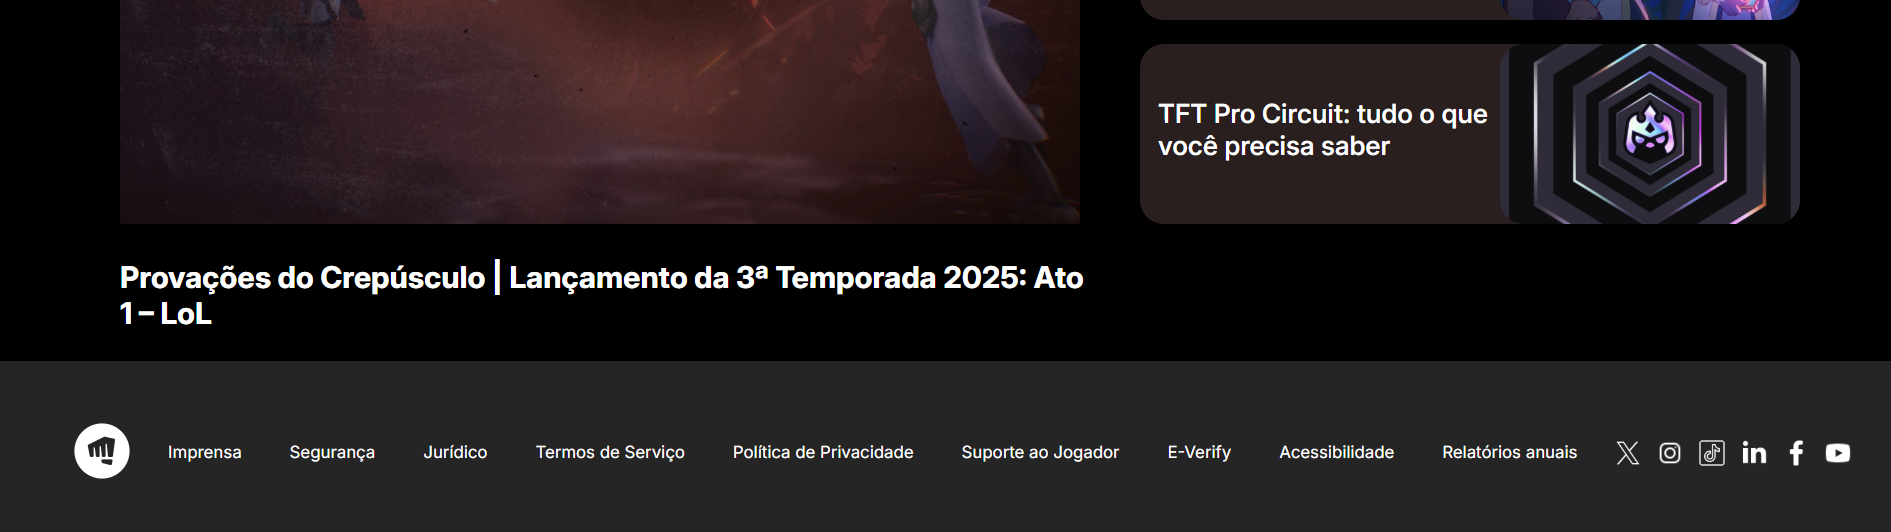 TFT Pro Circuit: tudo o que
você precisa saber
Provações do Crepúsculo | Lançamento da 3ª Temporada 2025: Ato
1 – LoL
Imprensa Segurança Jurídico Termos de Serviço Política de Privacidade Suporte ao Jogador E-Verify Acessibilidade Relatórios anuais